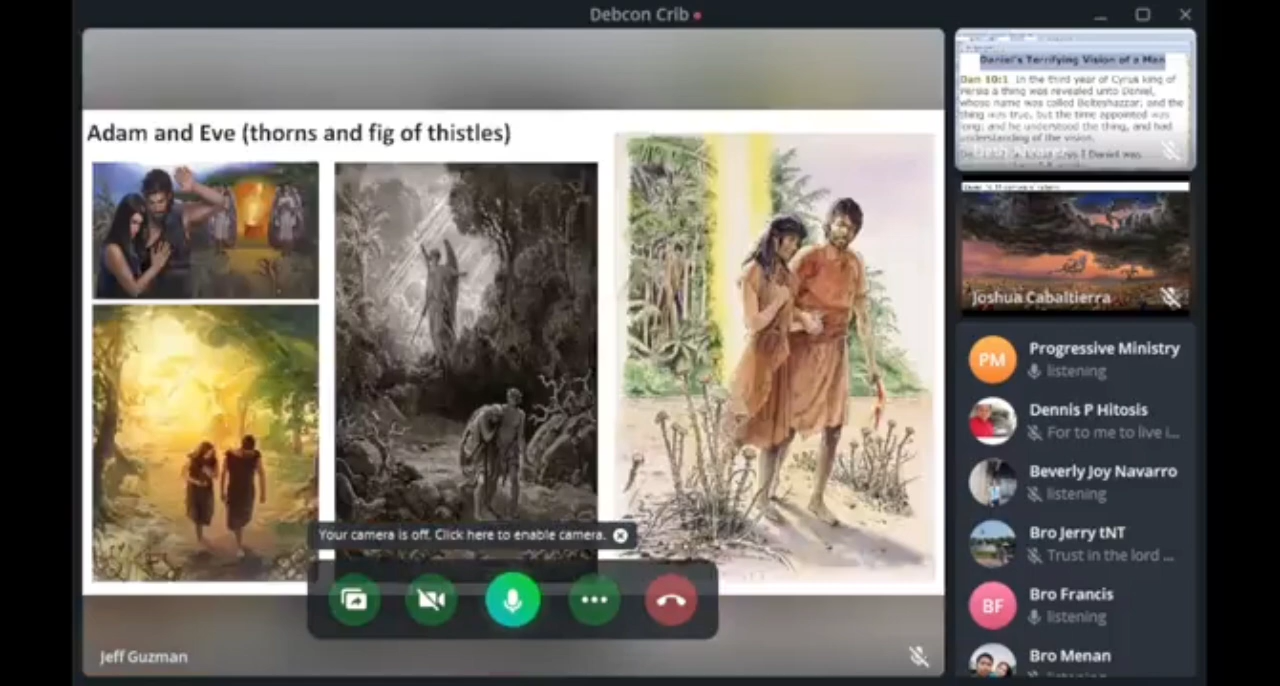 Debcon Crib
Adam and Eve (thorns and fig of thistles)
Your camera is off. Click here to enable camera.
Jeff Guzman
Daniel's Terrifying Vision of a Man
Dan 10:1 In the third year of Cyrus king of
Persia a thing was revealed unto Daniel,
whose name was called Belteshazzar; and the
thing was true, but the time appointed was
long: and he understood the thing, and had
understanding of the vision.
I Daniel was
Joshua Cabaltierra
PM
Progressive Ministry
listening
Dennis P Hitosis
For to me to live i...
Beverly Joy Navarro
listening
Bro Jerry tNT
Trust in the lord ...
BF
Bro Francis
listening
Bro Menan